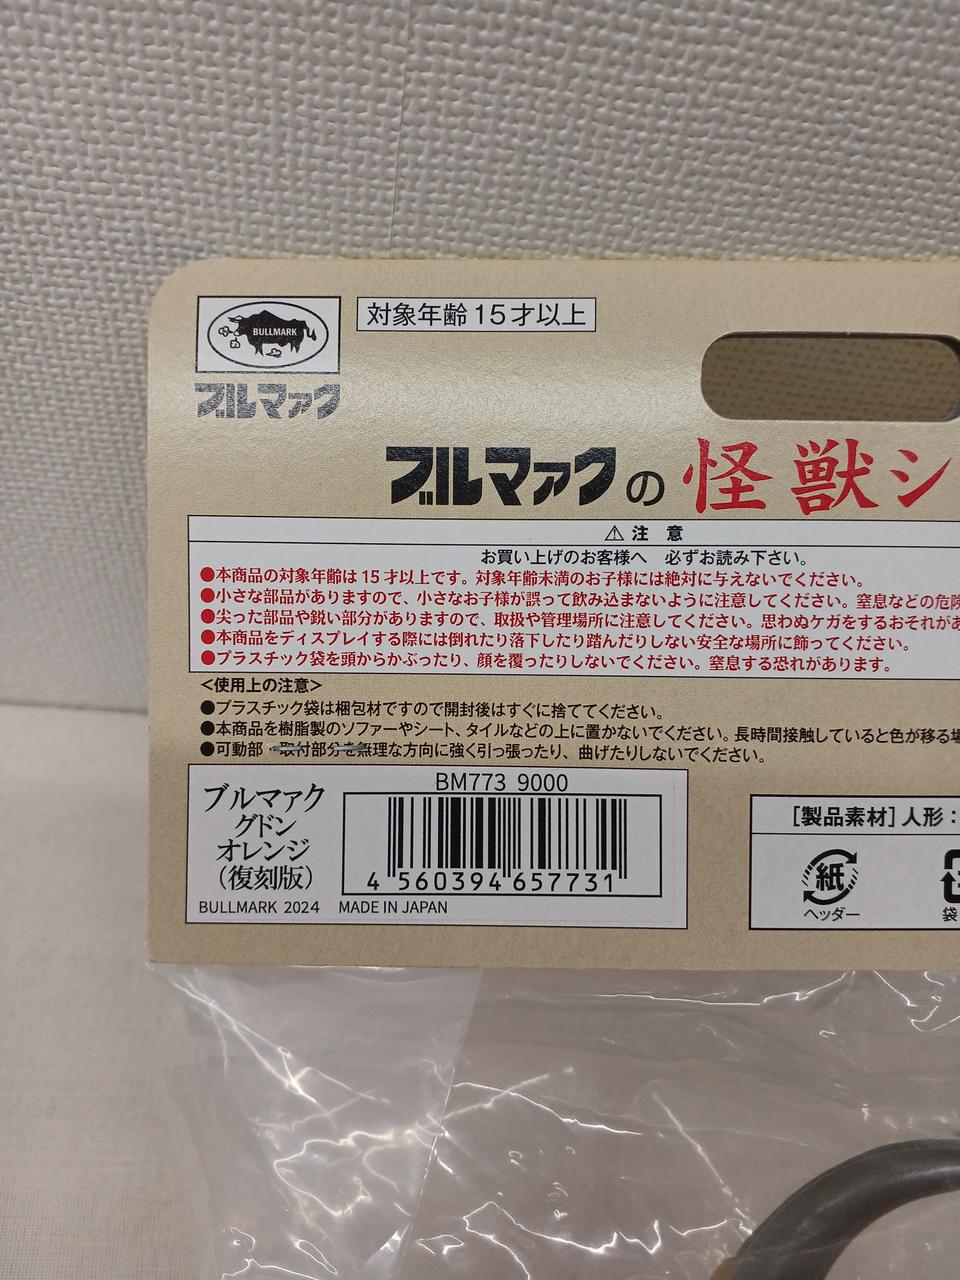 BULLMARK
対象年齢15才以上
ブルマァク
ブルマァクの怪獣シ
⚠注 意
お買い上げのお客様へ 必ずお読み下さい。
●本商品の対象年齢は15才以上です。対象年齢未満のお子様には絶対に与えないでください。
●小さな部品がありますので、小さなお子様が誤って飲み込まないように注意してください。窒息などの危険
●尖った部品や鋭い部分がありますので、取扱や管理場所に注意してください。思わぬケガをするおそれがあ
●本商品をディスプレイする際には倒れたり落下したり踏んだりしない安全な場所に飾ってください。
●プラスチック袋を頭からかぶったり、顔を覆ったりしないでください。窒息する恐れがあります。
<使用上の注意>
●プラスチック袋は梱包材ですので開封後はすぐに捨ててください。
●本商品を樹脂製のソファーやシート、タイルなどの上に置かないでください。長時間接触していると色が移る場
●可動部・取付部分を無理な方向に強く引っ張ったり、曲げたりしないでください。
BM773 9000
ブルマァク
グドン
オレンジ
(復刻版)
4 560394 657731
BULLMARK 2024 MADE IN JAPAN
[製品素材]人形:
紙
ヘッダー
袋